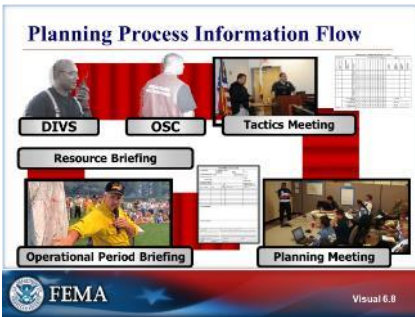 Planning Process Information Flow
DIVS
OSC
Tactics Meeting
Resource Briefing
Operational Period Briefing
Planning Meeting
FEMA
Visual 6.8